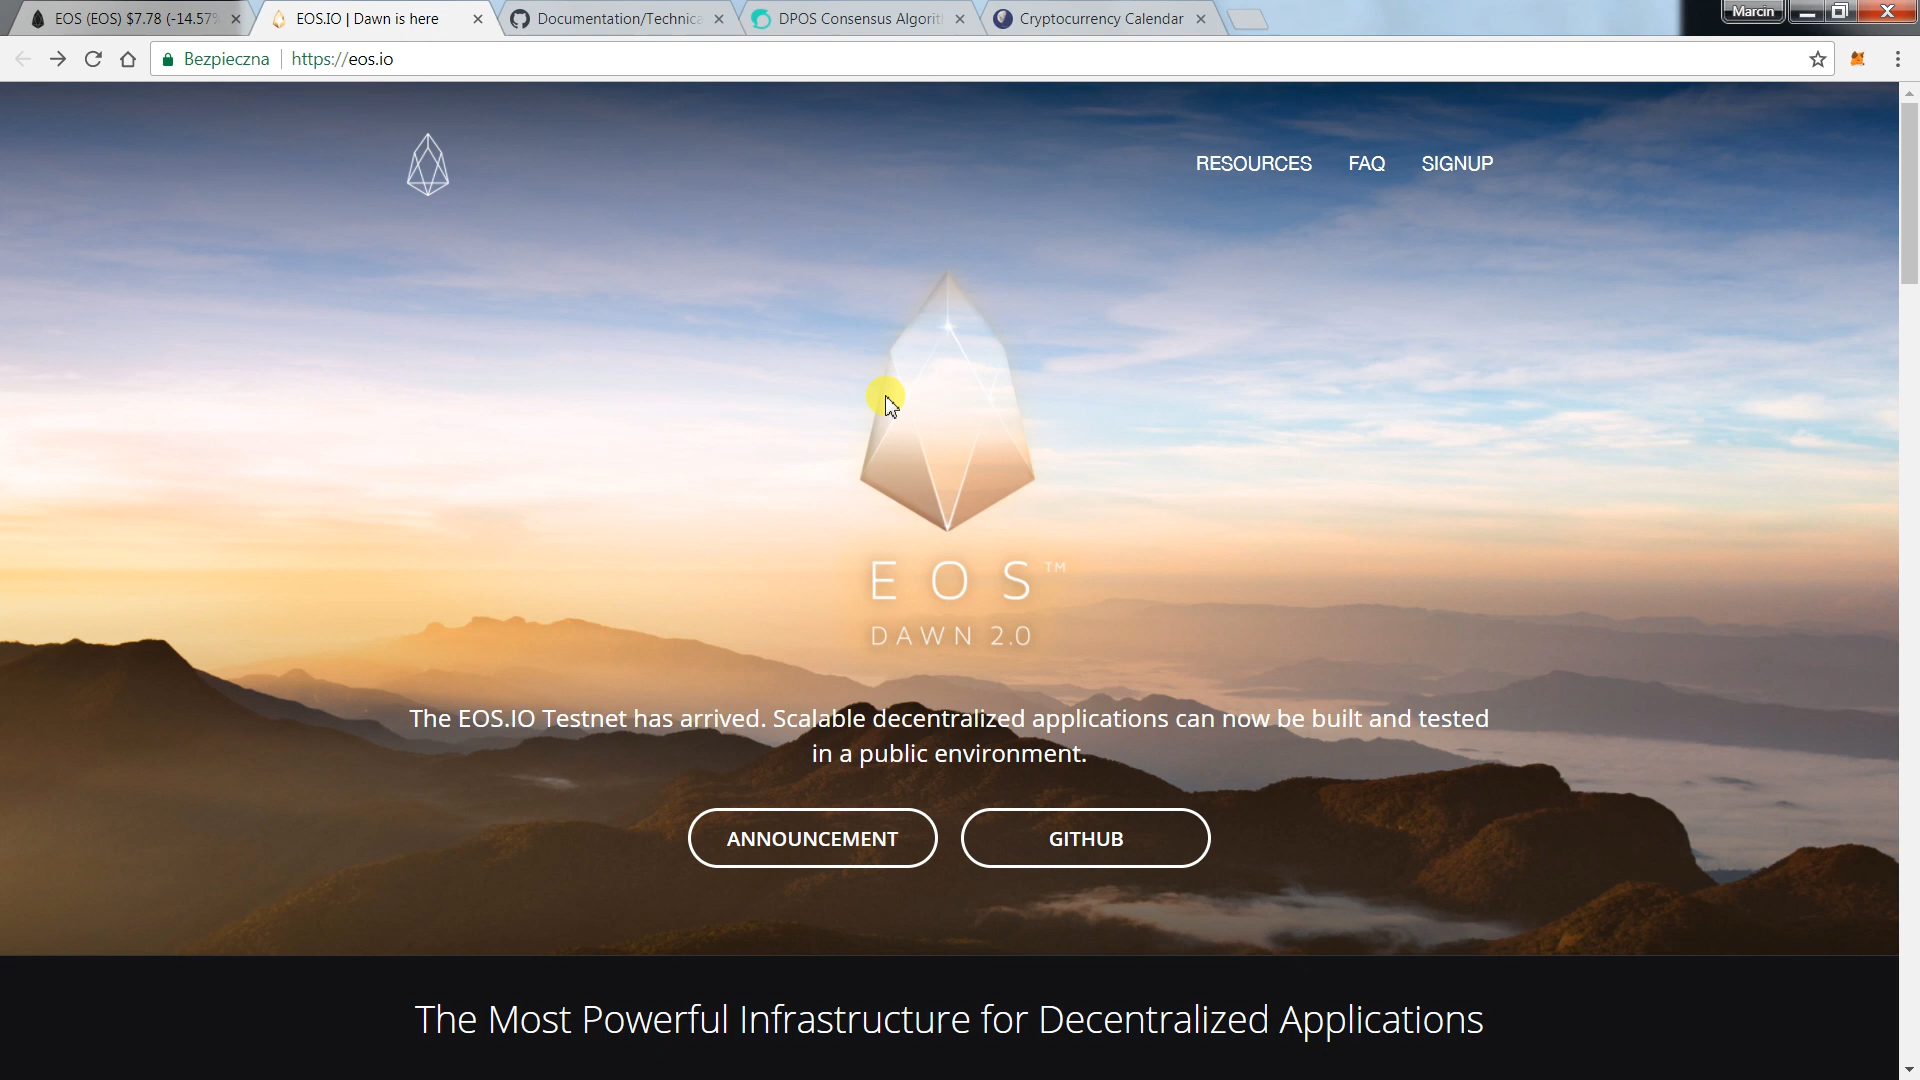 EOS (EOS) $7.78 (-14.57%
EOS.IO | Dawn is here
Documentation/Technica
DPOS Consensus Algorit
Cryptocurrency Calendar
Marcin
Bezpieczna
https://eos.io
RESOURCES FAQ SIGNUP
EOS™
DAWN 2.0
The EOS.IO Testnet has arrived. Scalable decentralized applications can now be built and tested
in a public environment.
ANNOUNCEMENT GITHUB
The Most Powerful Infrastructure for Decentralized Applications